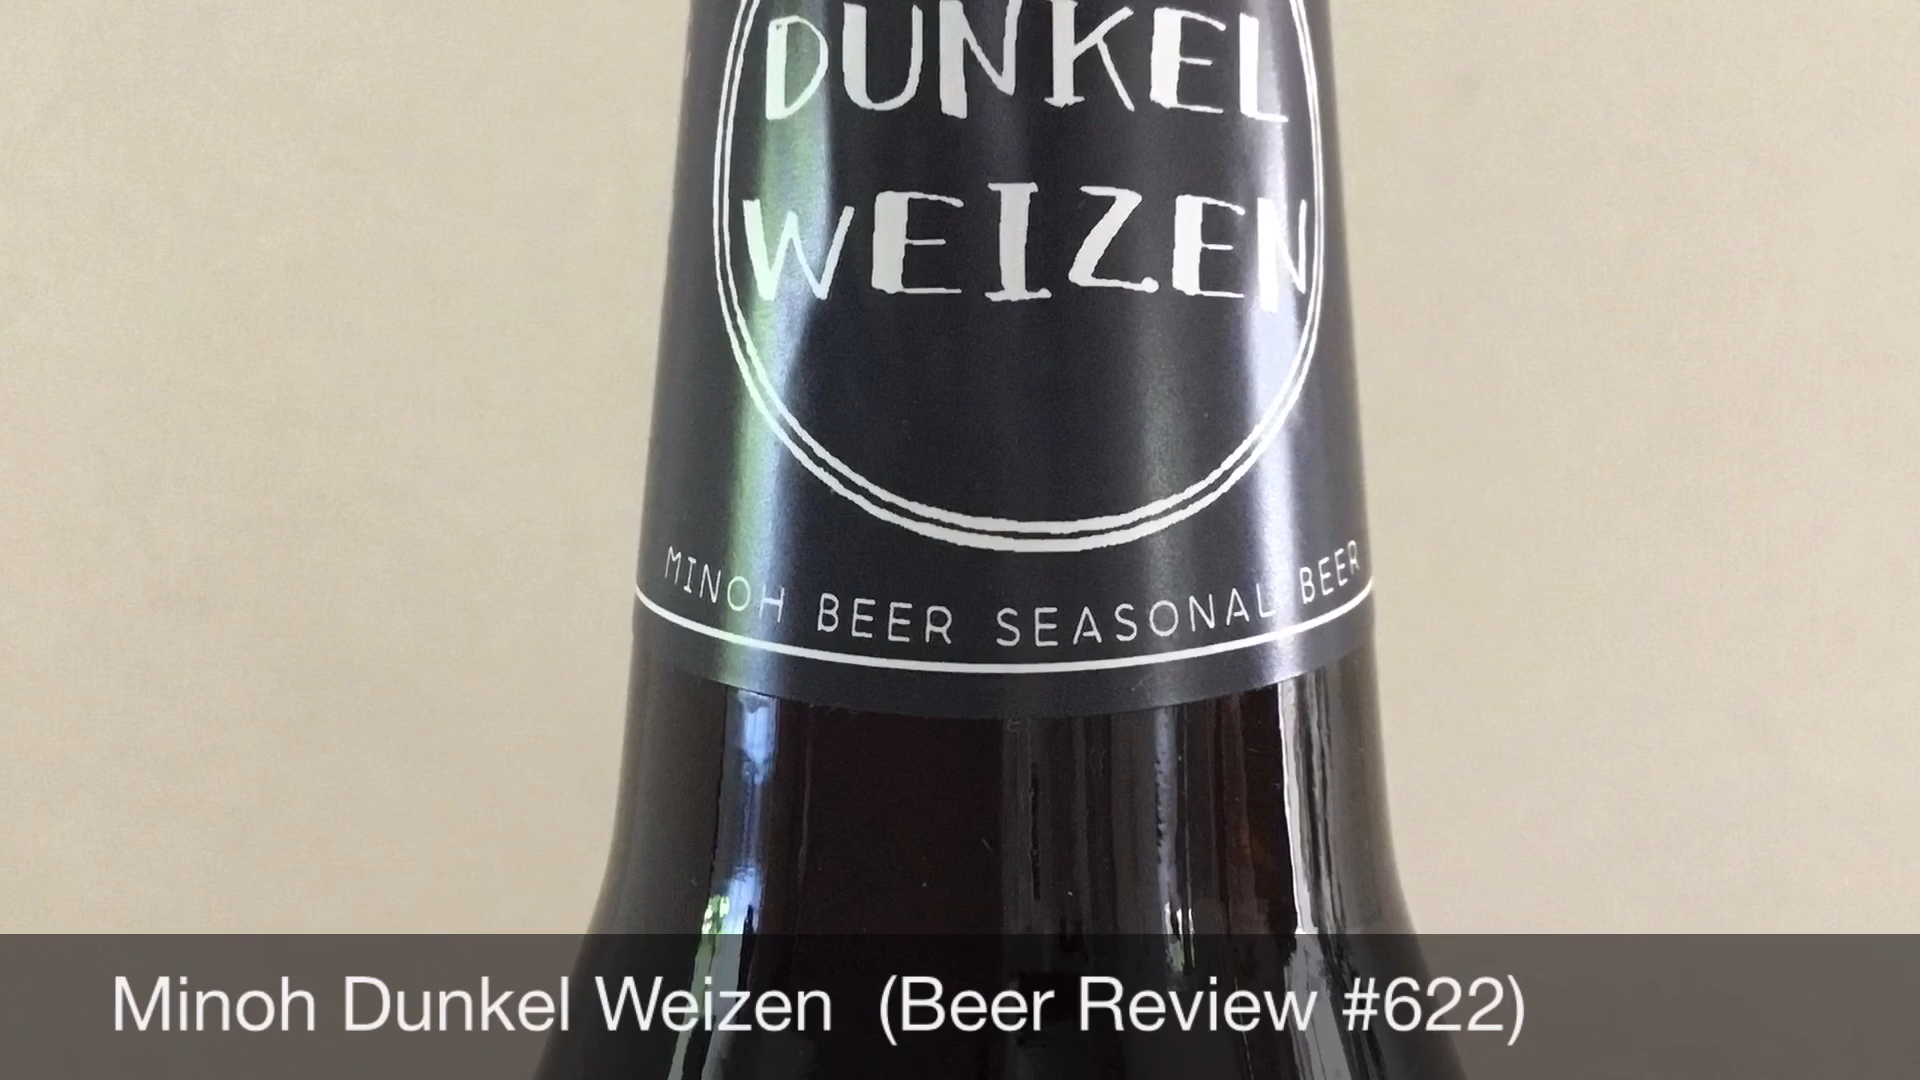 DUNKEL
WEIZEN
MINOH BEER SEASONAL BEER
Minoh Dunkel Weizen (Beer Review #622)